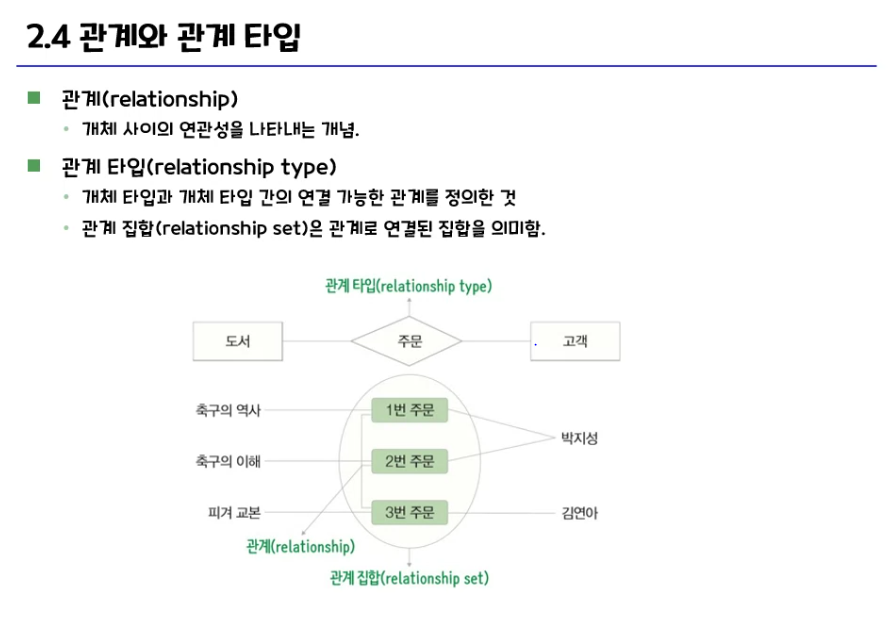 2.4 관계와 관계 타입
관계(relationship)
개체 사이의 연관성을 나타내는 개념.
관계 타입(relationship type)
개체 타입과 개체 타입 간의 연결 가능한 관계를 정의한 것
관계 집합(relationship set)은 관계로 연결된 집합을 의미함.
관계 타입(relationship type)
도서 주문 고객
축구의 역사 1번 주문
박지성
축구의 이해 2번 주문
피겨 교본 3번 주문 김연아
관계(relationship)
관계 집합(relationship set)